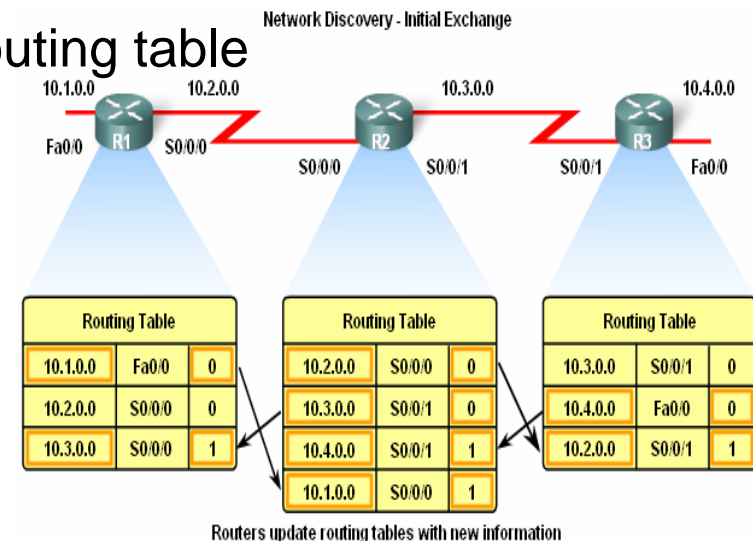 Network Discovery - Initial Exchange
outing table
10.1.0.0 10.2.0.0 10.3.0.0 10.4.0.0
R1 R2 R3
Fa0/0 S0/0/0 S0/0/0 S0/0/1 S0/0/1 Fa0/0
Routing Table
10.1.0.0 Fa0/0 0
10.2.0.0 S0/0/0 0
10.3.0.0 S0/0/0 1
Routing Table
10.2.0.0 S0/0/0 0
10.3.0.0 S0/0/1 0
10.4.0.0 S0/0/1 1
10.1.0.0 S0/0/0 1
Routing Table
10.3.0.0 S0/0/1 0
10.4.0.0 Fa0/0 0
10.2.0.0 S0/0/1 1
Routers update routing tables with new information